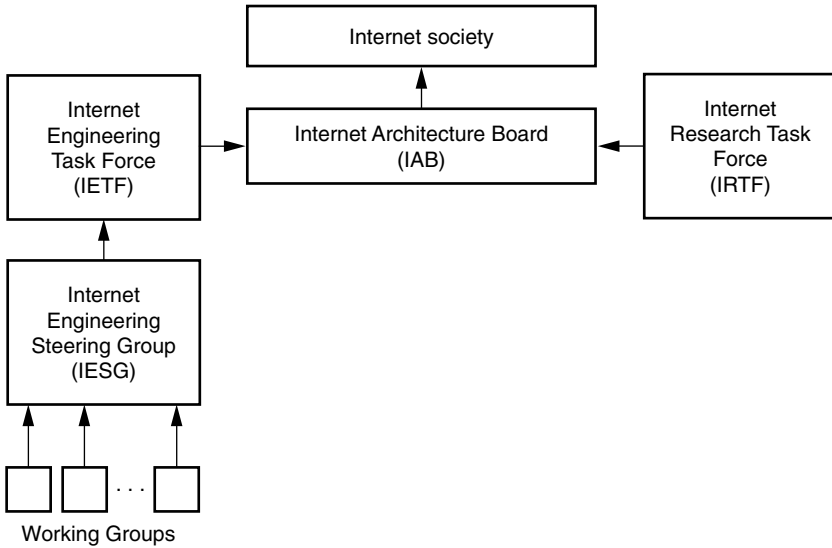 Internet society
Internet
Engineering
Task Force
(IETF)
Internet Architecture Board
(IAB)
Internet
Research Task
Force
(IRTF)
Internet
Engineering
Steering Group
(IESG)
. . .
Working Groups